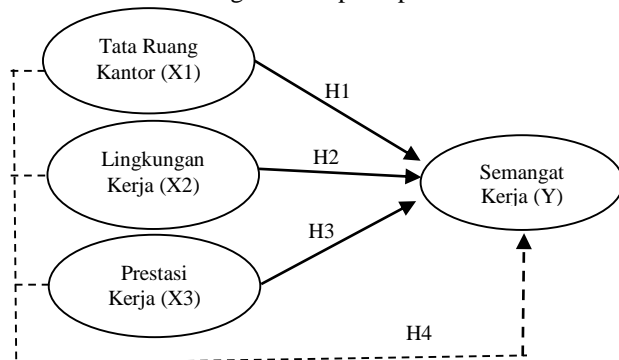 Tata Ruang
Kantor (X1)
H1
Lingkungan
Kerja (X2)
H2
Semangat
Kerja (Y)
H3
Prestasi
Kerja (X3)
H4